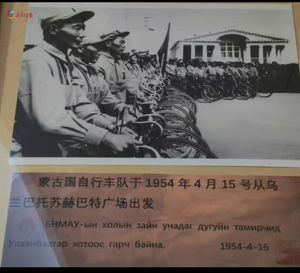 蒙古国自行车队于1954年4月15号从乌
兰巴托苏赫巴特广场出发
БНМАУ-ын холын зайн унадаг дугуйн тамирчид
Улаанбаатар хотоос гарч байна. 1954-4-15